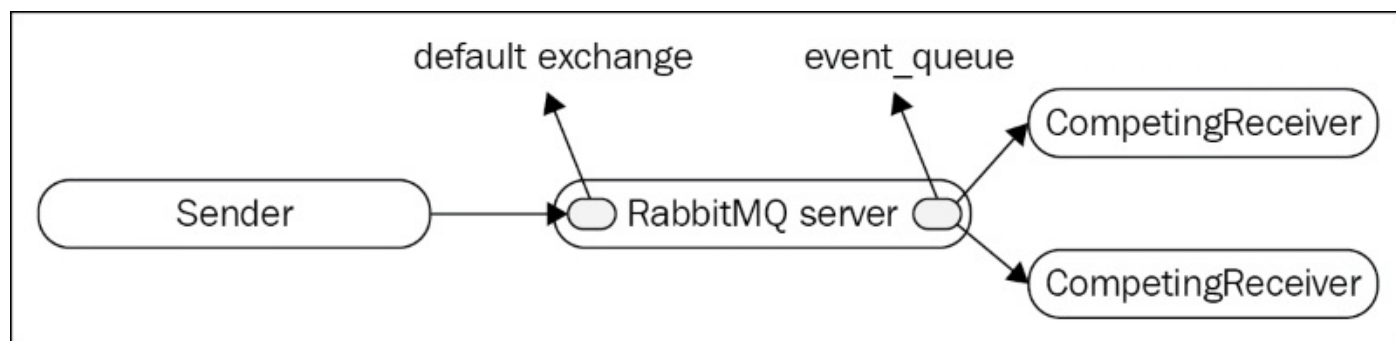 default exchange
event_queue
CompetingReceiver
Sender
RabbitMQ server
CompetingReceiver